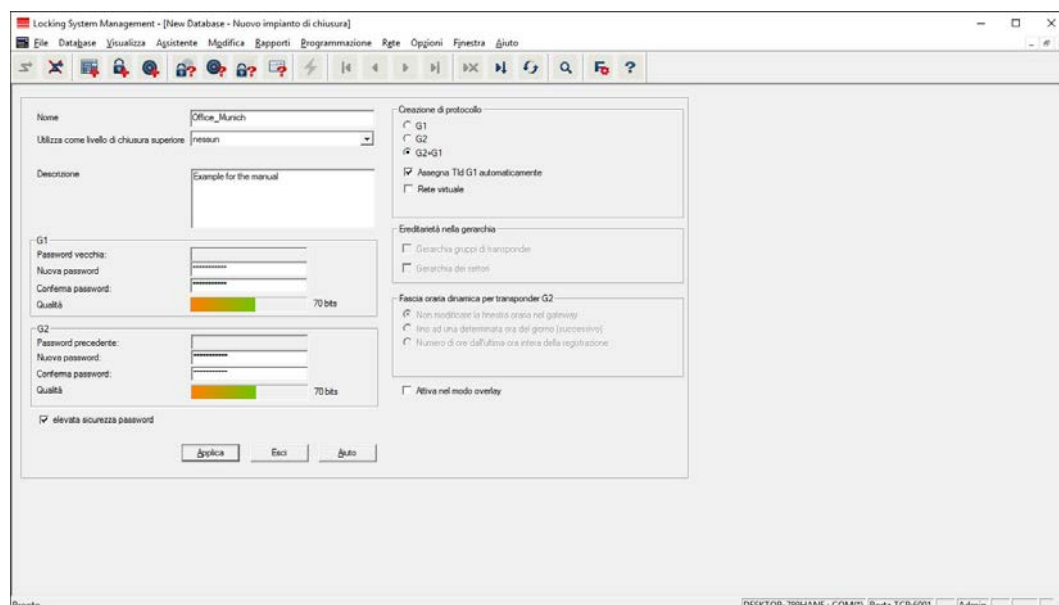 Locking System Management - [New Database - Nuovo impianto di chiusura]
File Database Visualizza Assistente Modifica Rapporti Programmazione Rete Opzioni Finestra Aiuto
Nome
Office_Munich
Utilizza come livello di chiusura superiore
nessun
Descrizione
Example for the manual
G1
Password vecchia:
Nuova password
Conferma password:
Qualità
70 bits
G2
Password precedente:
Nuova password:
Conferma password:
Qualità
70 bits
elevata sicurezza password
Applica
Esci
Aiuto
Creazione di protocollo
G1
G2
G2+G1
Assegna TId G1 automaticamente
Rete virtuale
Ereditarietà nella gerarchia
Gerarchia gruppi di transponder
Gerarchia dei settori
Fascia oraria dinamica per transponder G2
Non modificare la finestra oraria nel gateway
fino ad una determinata ora del giorno (successivo)
Numero di ore dall'ultima ora intera della registrazione
Attiva nel modo overlay
Pronto
Porta TCP:6001
Admin